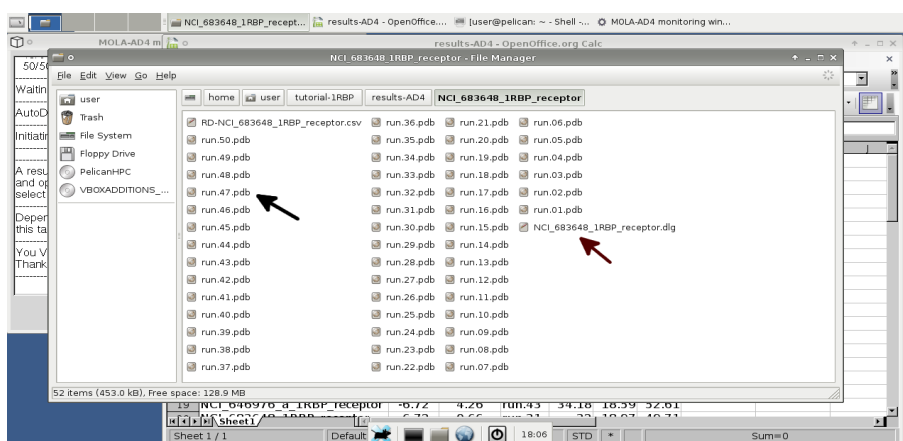 NCI_683648_1RBP_recept... results-AD4 - OpenOffice.... [user@pelican: ~ - Shell -... MOLA-AD4 monitoring win...
MOLA-AD4 m
results-AD4 - OpenOffice.org Calc
NCI_683648_1RBP_receptor - File Manager
File Edit View Go Help
home user tutorial-1RBP results-AD4 NCI_683648_1RBP_receptor
user
Trash
File System
Floppy Drive
PelicanHPC
VBOXADDITIONS_...
RD-NCI_683648_1RBP_receptor.csv run.36.pdb run.21.pdb run.06.pdb
run.50.pdb run.35.pdb run.20.pdb run.05.pdb
run.49.pdb run.34.pdb run.19.pdb run.04.pdb
run.48.pdb run.33.pdb run.18.pdb run.03.pdb
run.47.pdb run.32.pdb run.17.pdb run.02.pdb
run.46.pdb run.31.pdb run.16.pdb run.01.pdb
run.45.pdb run.30.pdb run.15.pdb NCI_683648_1RBP_receptor.dlg
run.44.pdb run.29.pdb run.14.pdb
run.43.pdb run.28.pdb run.13.pdb
run.42.pdb run.27.pdb run.12.pdb
run.41.pdb run.26.pdb run.11.pdb
run.40.pdb run.25.pdb run.10.pdb
run.39.pdb run.24.pdb run.09.pdb
run.38.pdb run.23.pdb run.08.pdb
run.37.pdb run.22.pdb run.07.pdb
52 items (453.0 kB), Free space: 128.9 MB
50/5
Waitin
AutoD
Initiatin
A resu
and op
select
Deper
this ta
You V
Thank
J
19 NCI_646976_a_1RBP_receptor -6.72 4.26 run.43 34.18 18.59 52.61
Sheet1
Sheet 1 / 1 Default 18:06 STD * Sum=0